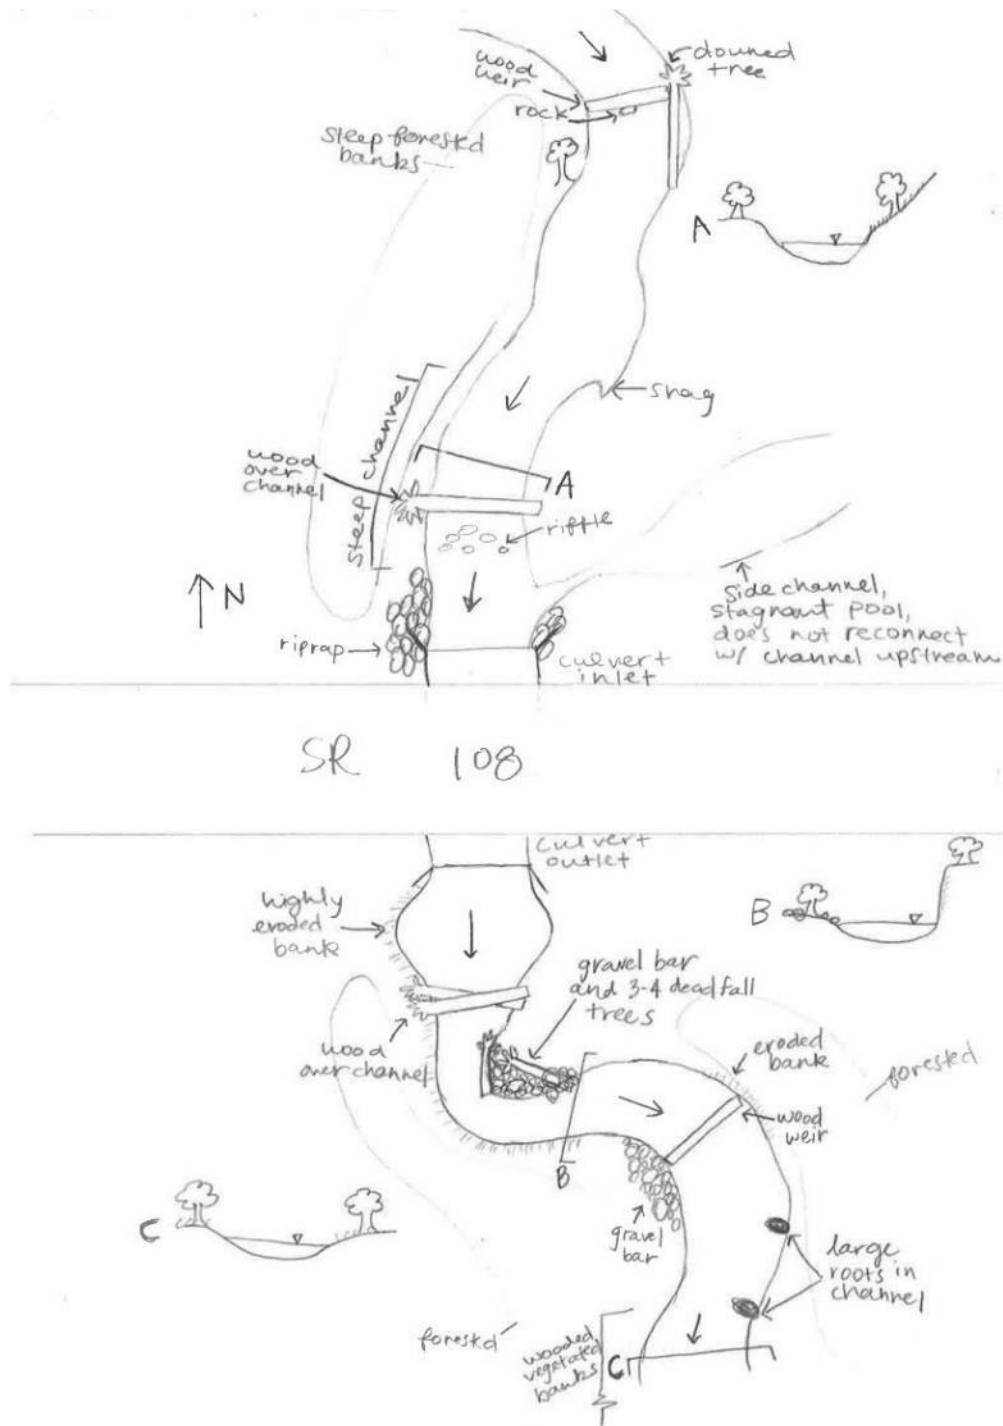 downed
tree
wood
weir
rock
steep forested
banks
A
snag
steep channel
wood
over
channel
A
riffle
N
riprap
culvert
inlet
side channel,
stagnant pool,
does not reconnect
w/ channel upstream
SR 108
culvert
outlet
highly
eroded
bank
B
gravel bar
and 3-4 deadfall
trees
wood
over channel
eroded
bank
forested
wood
weir
B
C
gravel
bar
large
roots in
channel
forested
wooded
vegetated
banks
C